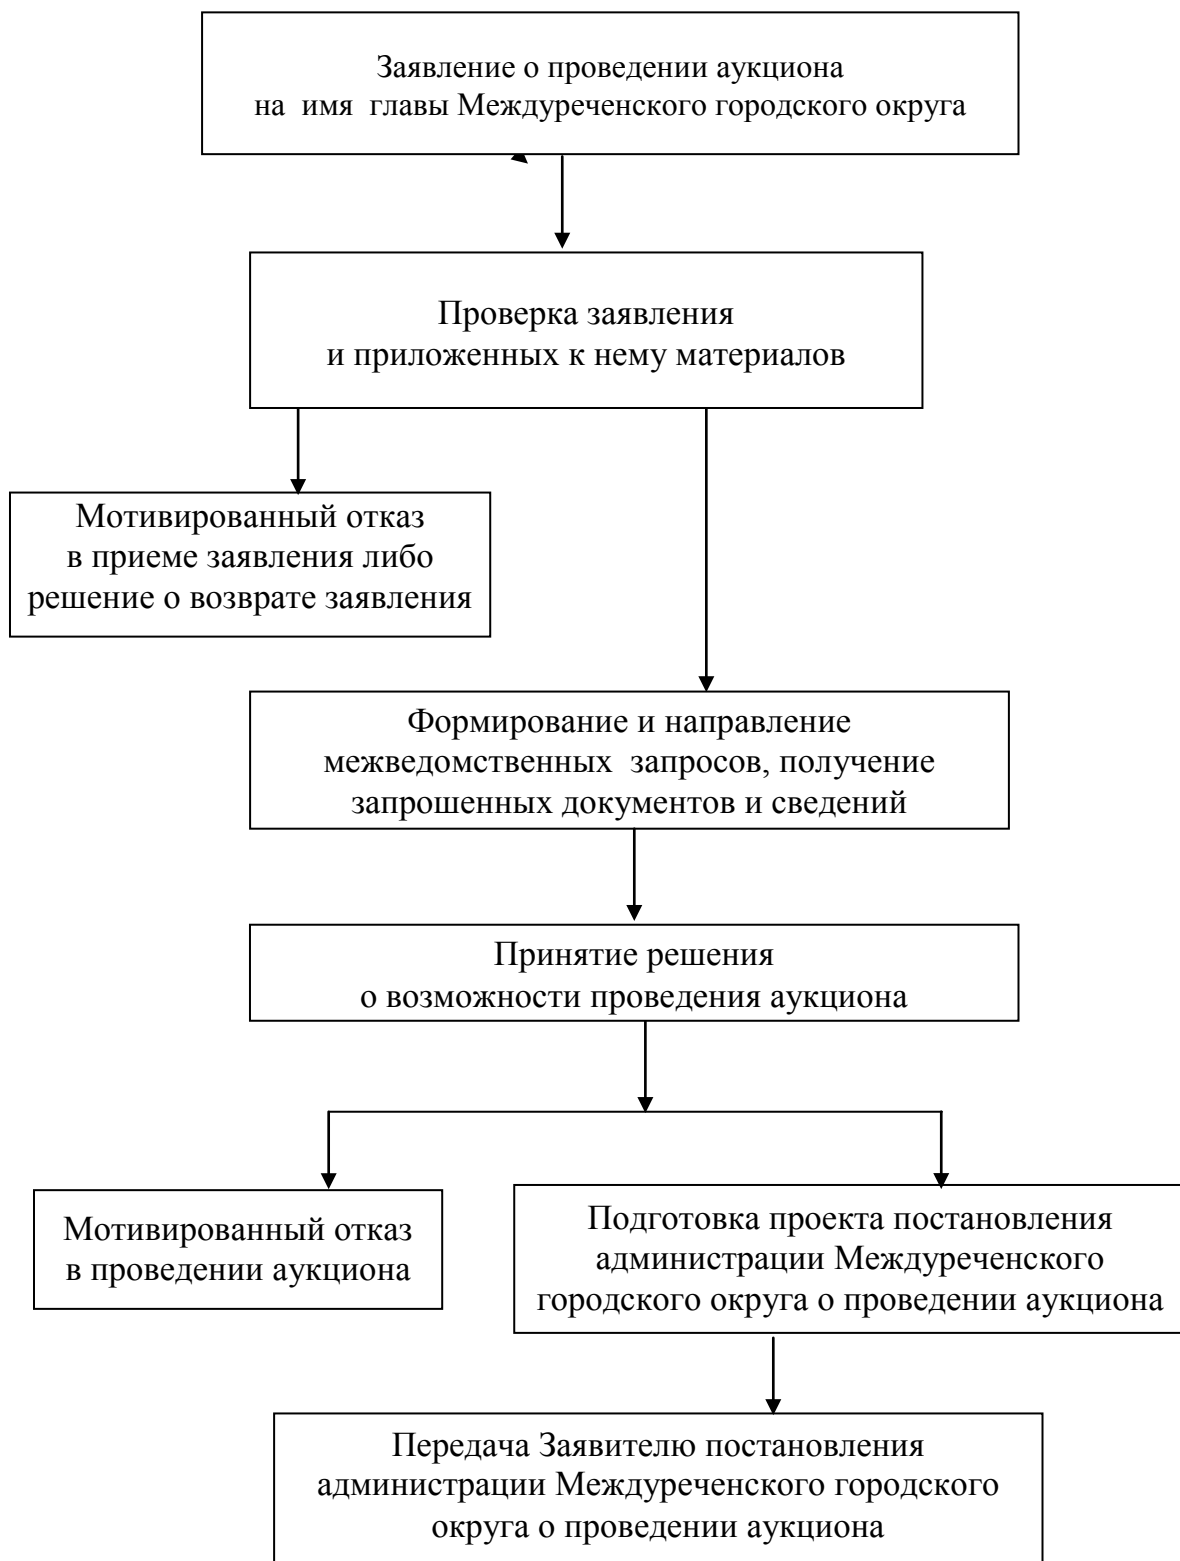 Заявление о проведении аукциона
на имя главы Междуреченского городского округа
Проверка заявления
и приложенных к нему материалов
Мотивированный отказ
в приеме заявления либо
решение о возврате заявления
Формирование и направление
межведомственных запросов, получение
запрошенных документов и сведений
Принятие решения
о возможности проведения аукциона
Мотивированный отказ
в проведении аукциона
Подготовка проекта постановления
администрации Междуреченского
городского округа о проведении аукциона
Передача Заявителю постановления
администрации Междуреченского городского
округа о проведении аукциона